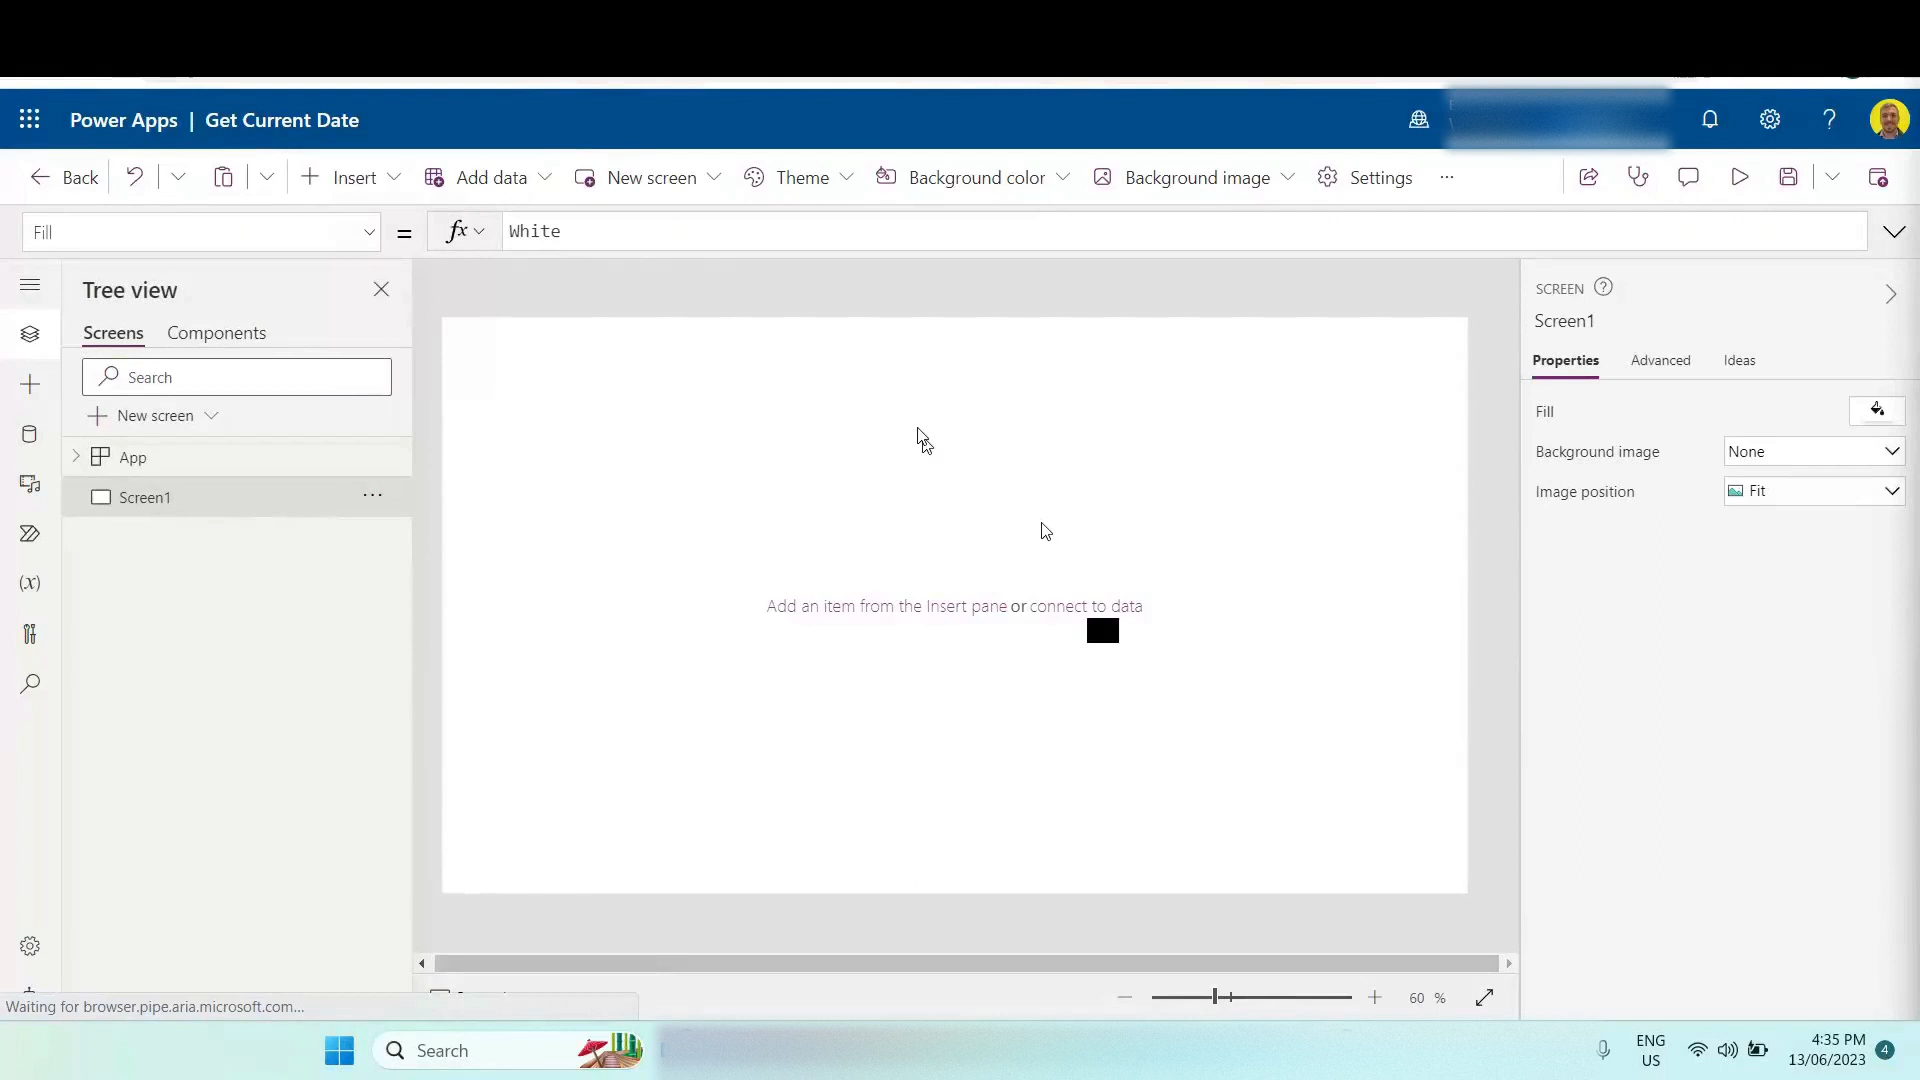 Power Apps | Get Current Date
Back
Insert
Add data
New screen
Theme
Background color
Background image
Settings
...
Fill
=
fx
White
Tree view
Screens
Components
Search
New screen
App
Screen1
...
(x)
Add an item from the Insert pane or connect to data
SCREEN
Screen1
Properties
Advanced
Ideas
Fill
Background image
None
Image position
Fit
60 %
Waiting for browser.pipe.aria.microsoft.com...
Search
ENG
US
4:35 PM
13/06/2023
4